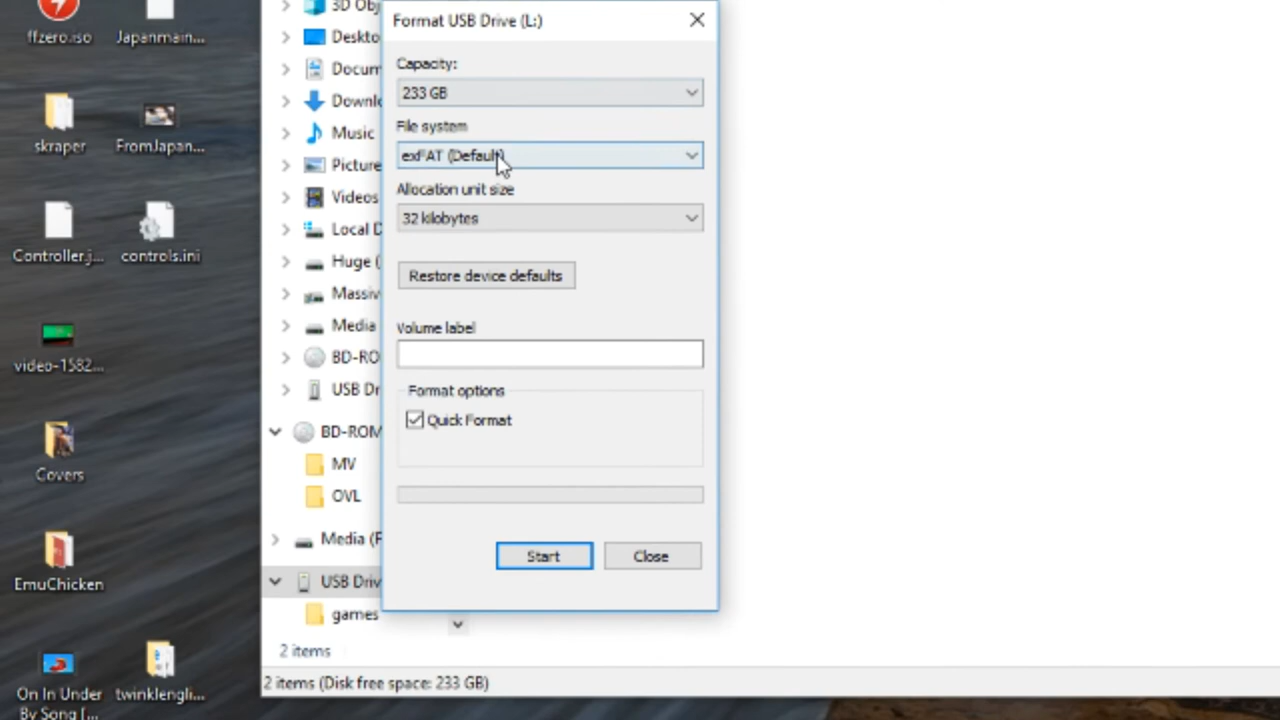 ffzero.iso
Japanmain...
skraper
FromJapan...
Controller.j...
controls.ini
video-1582...
Covers
EmuChicken
On In Under
By Song [...
twinklengli...
3D Obj
Deskto
Docum
Downlo
Music
Picture
Videos
Local D
Huge (
Massiv
Media
BD-RO
USB Dr
BD-ROM
MV
OVL
Media (F
USB Driv
games
2 items
2 items (Disk free space: 233 GB)
Format USB Drive (L:)
Capacity:
233 GB
File system
exFAT (Default)
Allocation unit size
32 kilobytes
Restore device defaults
Volume label
Format options
Quick Format
Start
Close